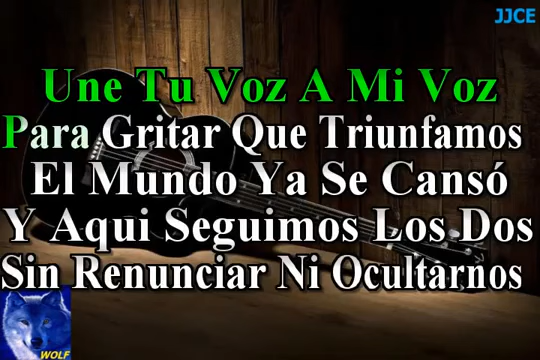 JJCE
Une Tu Voz A Mi Voz
Para Gritar Que Triunfamos
El Mundo Ya Se Cansó
Y Aqui Seguimos Los Dos
Sin Renunciar Ni Ocultarnos
WOLF